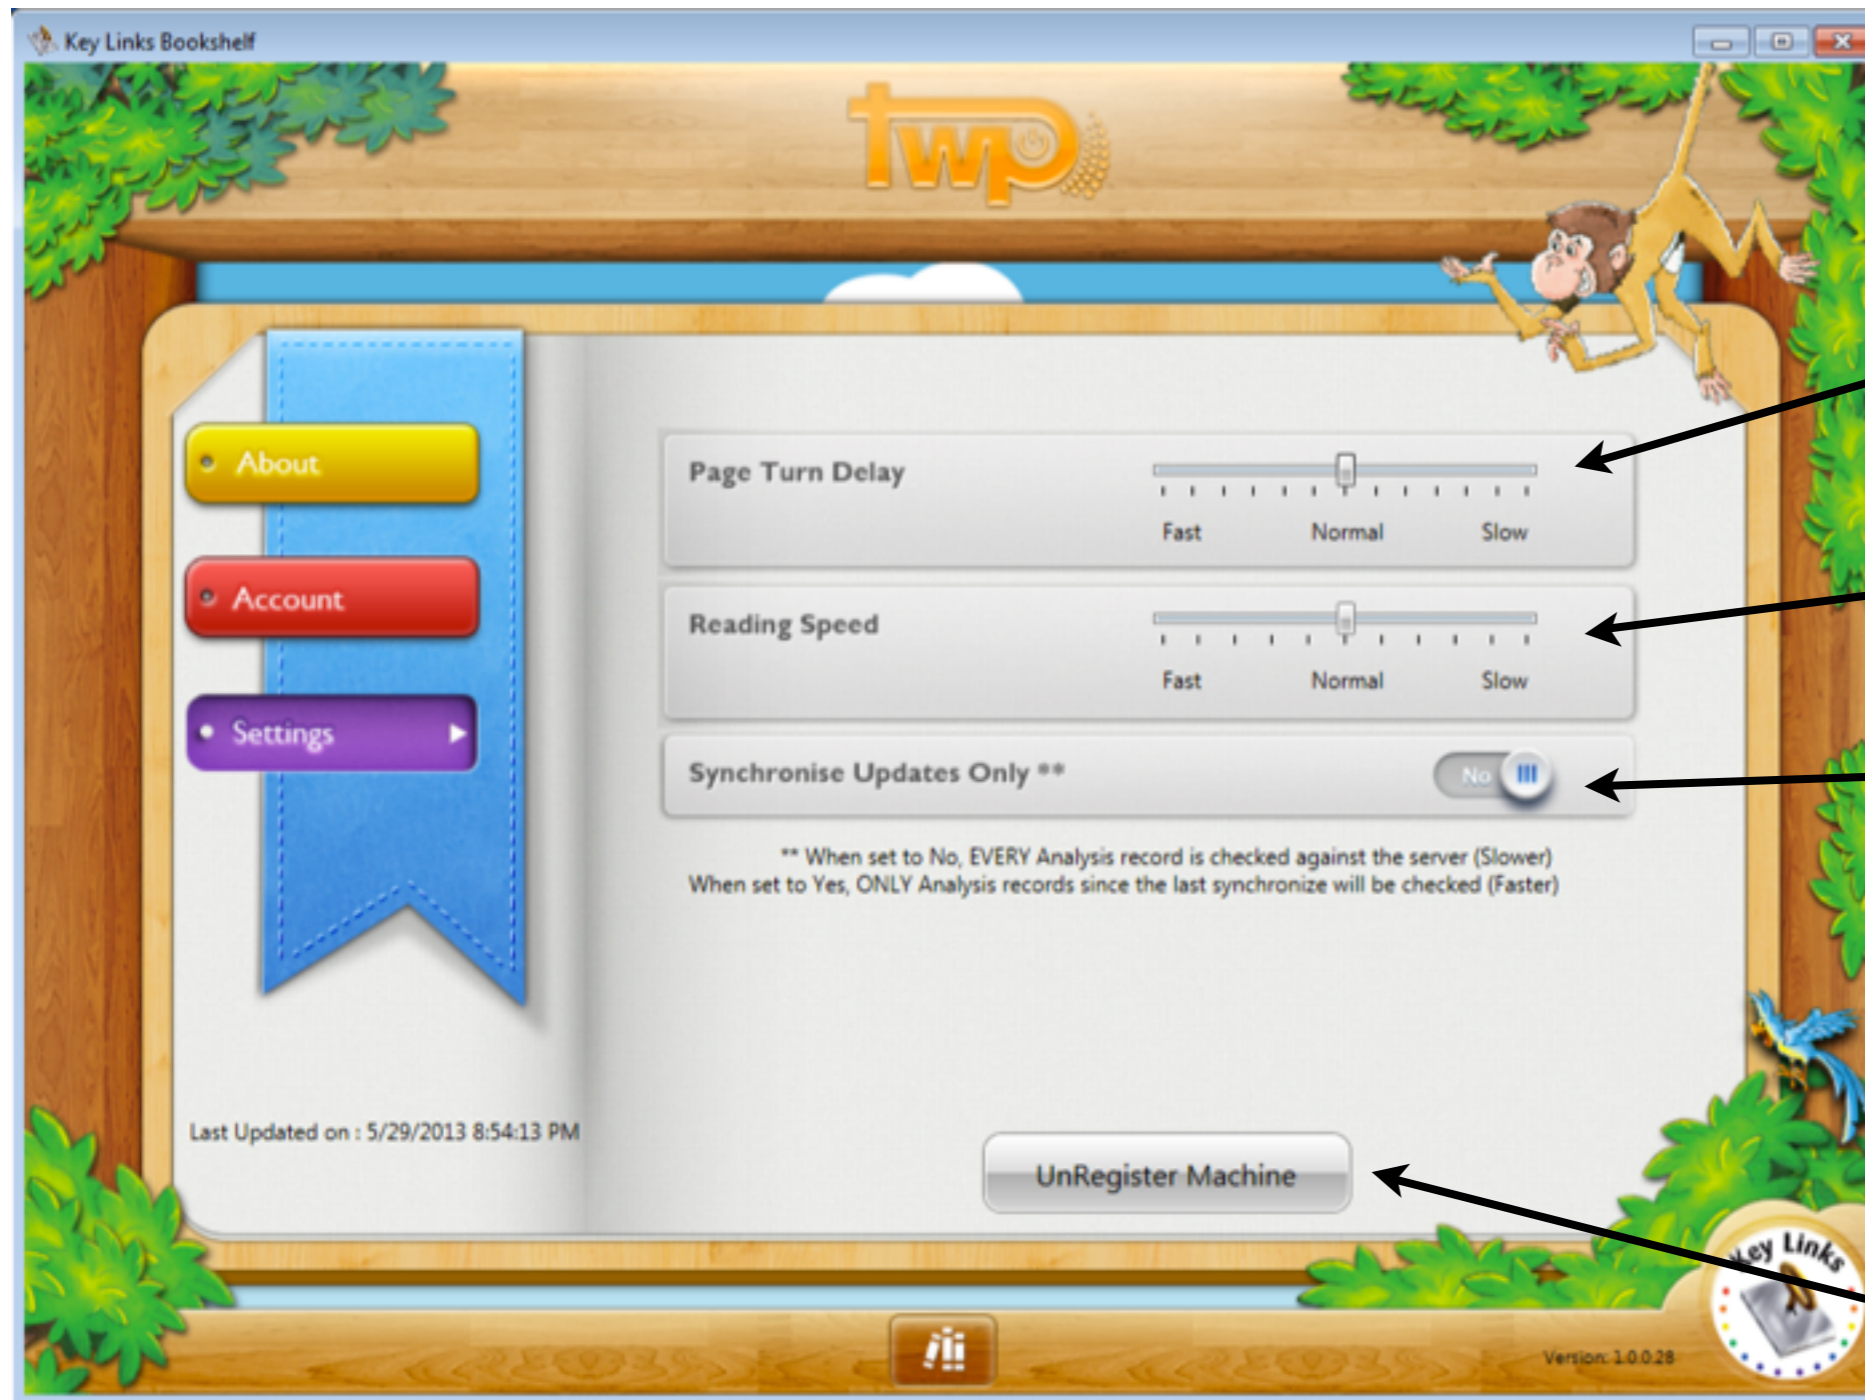 Key Links Bookshelf
twp
About
Account
Settings
Page Turn Delay
Fast Normal Slow
Reading Speed
Fast Normal Slow
Synchronise Updates Only **
No
** When set to No, EVERY Analysis record is checked against the server (Slower)
When set to Yes, ONLY Analysis records since the last synchronize will be checked (Faster)
Last Updated on : 5/29/2013 8:54:13 PM
UnRegister Machine
Key Links
Version: 1.0.0.28